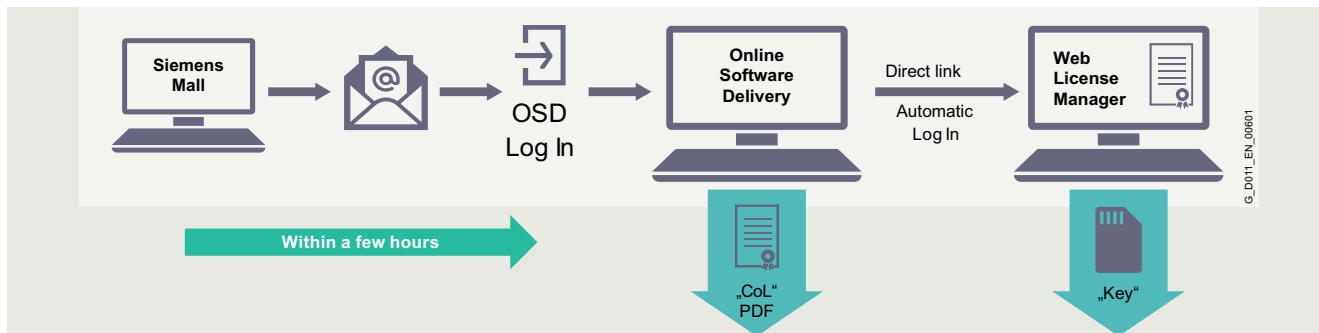 Siemens
Mall
@
OSD
Log In
Online
Software
Delivery
Direct link
Automatic
Log In
Web
License
Manager
G_D011_EN_00601
Within a few hours
„CoL“
PDF
„Key“